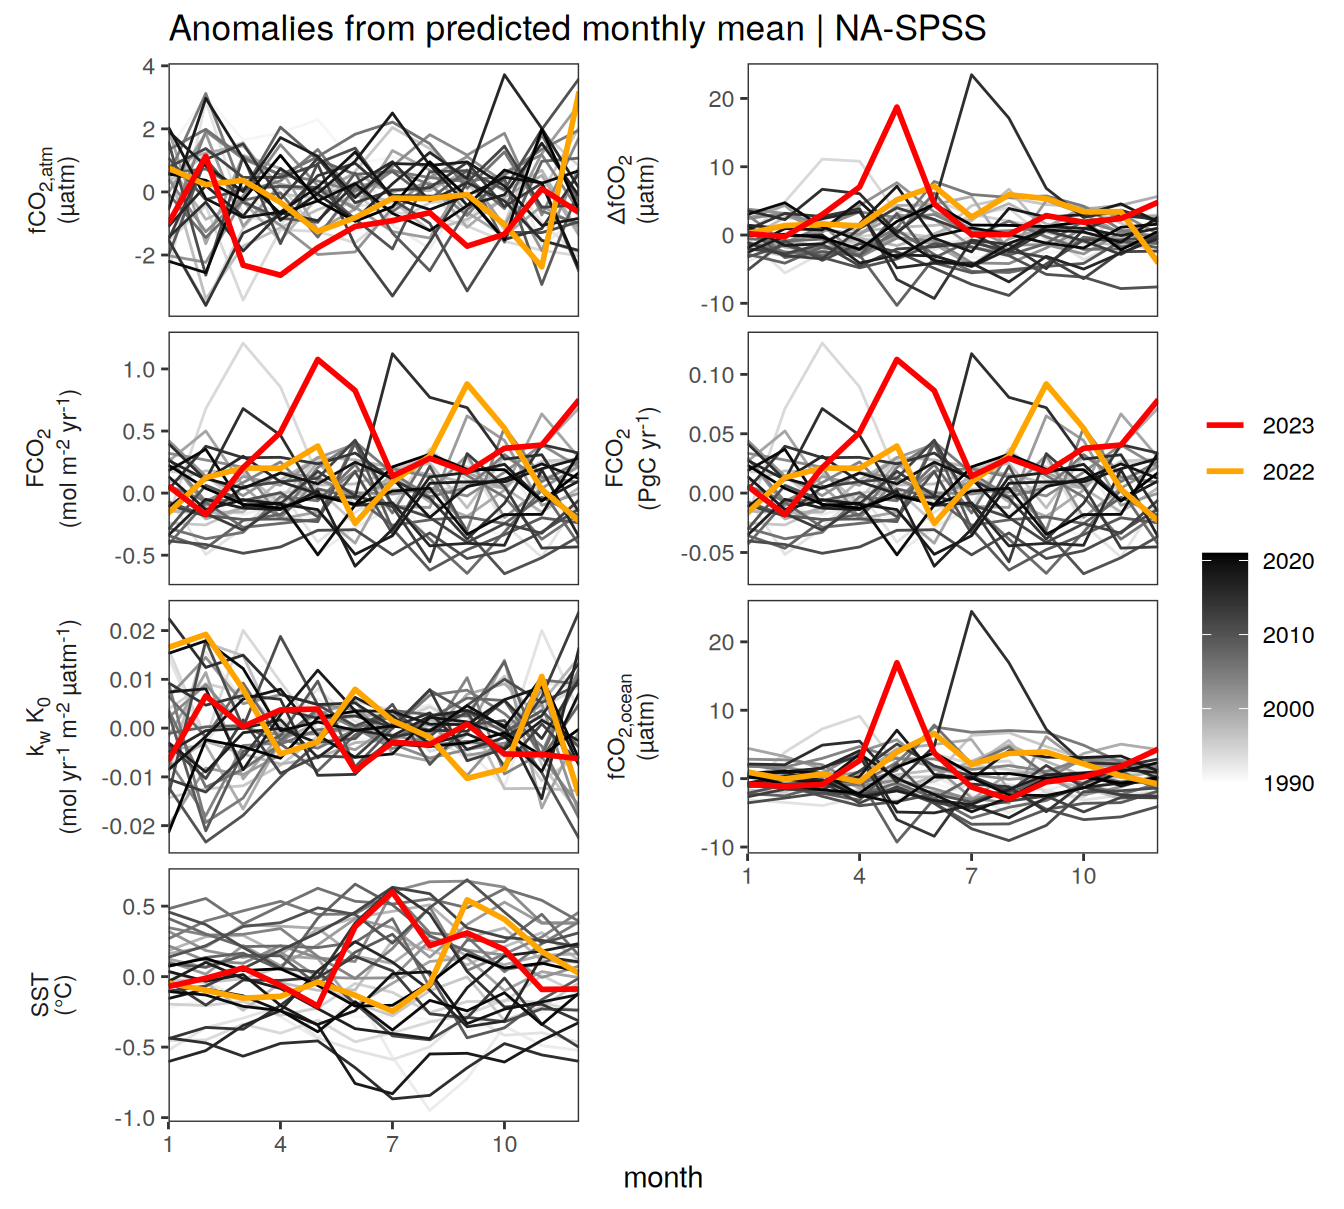 Anomalies from predicted monthly mean | NA-SPSS
fCO2,atm
(µatm)
4
2
0
-2
ΔfCO2
(µatm)
20
10
0
-10
FCO2
(mol m-2 yr-1)
1.0
0.5
0.0
-0.5
FCO2
(PgC yr-1)
0.10
0.05
0.00
-0.05
kw K0
(mol yr-1 m-2 µatm-1)
0.02
0.01
0.00
-0.01
-0.02
fCO2,ocean
(µatm)
20
10
0
-10
1 4 7 10
SST
(°C)
0.5
0.0
-0.5
-1.0
1 4 7 10
month
2023
2022
2020
2010
2000
1990